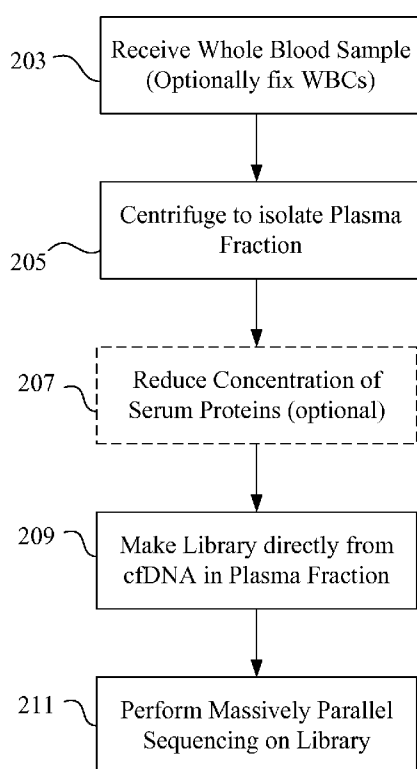 203
Receive Whole Blood Sample
(Optionally fix WBCs)
205
Centrifuge to isolate Plasma
Fraction
207
Reduce Concentration of
Serum Proteins (optional)
209
Make Library directly from
cfDNA in Plasma Fraction
211
Perform Massively Parallel
Sequencing on Library